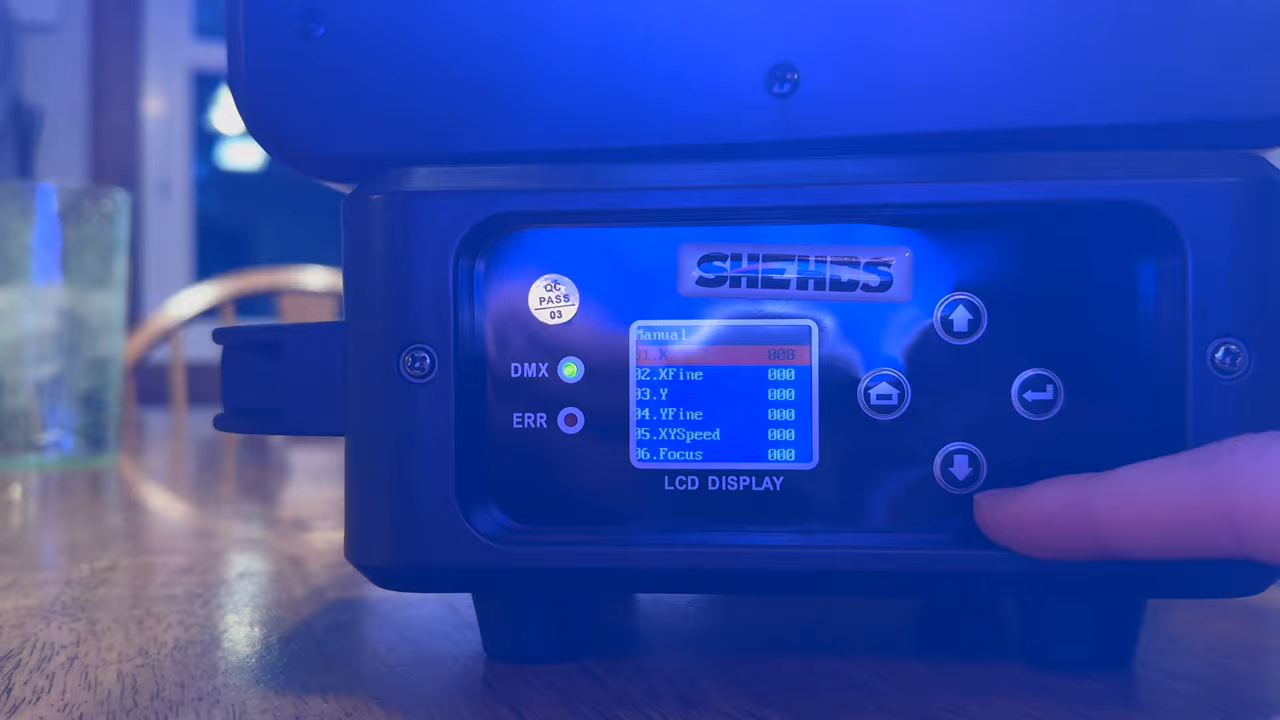 SHEHDS
QC
PASS
03
Manual
01.X 000
02.XFine 000
03.Y 000
04.YFine 000
05.XYSpeed 000
06.Focus 000
DMX
ERR
LCD DISPLAY